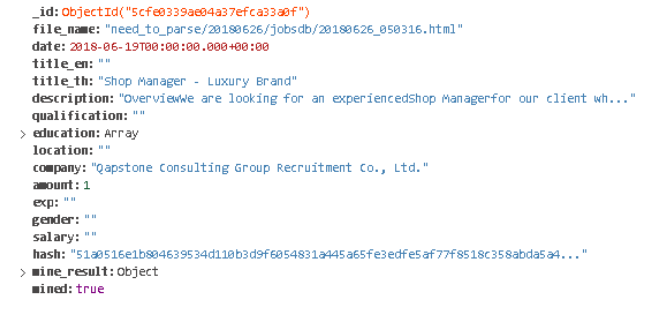 _id: ObjectId("5cfe0339ae04a37efca33a0f")
file_name: "need_to_parse/20180626/jobsdb/20180626_050316.html"
date: 2018-06-19T00:00:00.000+00:00
title_en: ""
title_th: "Shop Manager - Luxury Brand"
description: "OverviewWe are looking for an experiencedShop Managerfor our client wh..."
qualification: ""
> education: Array
location: ""
company: "Qapstone Consulting Group Recruitment Co., Ltd."
amount: 1
exp: ""
gender: ""
salary: ""
hash: "51a0516e1b804639534d110b3d9f6054831a445a65fe3edfe5af77f8518c358abda5a4..."
> mine_result: Object
mined: true